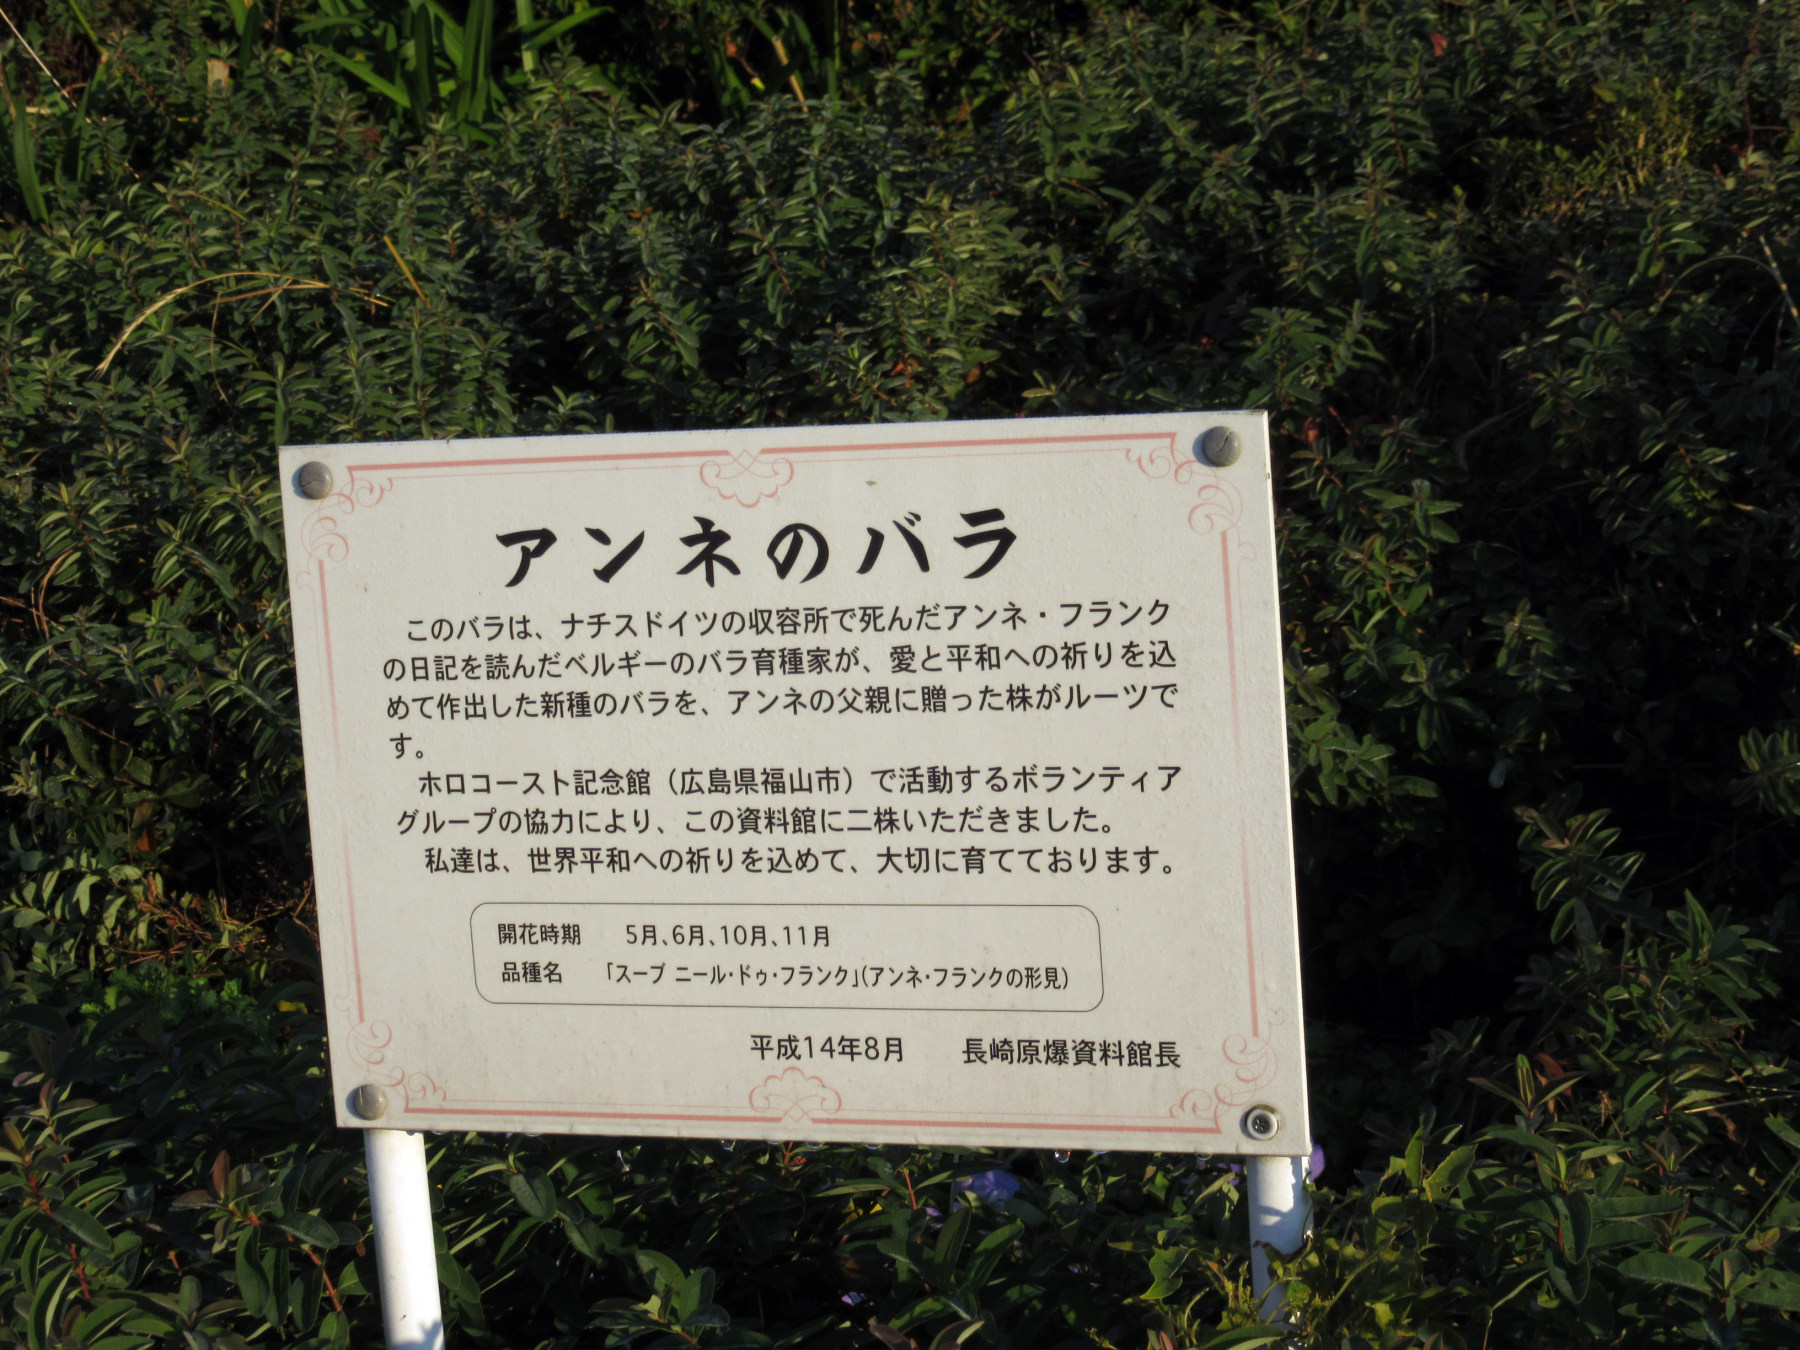 アンネのバラ
このバラは、ナチスドイツの収容所で死んだアンネ・フランク
の日記を読んだベルギーのバラ育種家が、愛と平和への祈りを込
めて作出した新種のバラを、アンネの父親に贈った株がルーツで
す。
ホロコースト記念館（広島県福山市）で活動するボランティア
グループの協力により、この資料館に二株いただきました。
私達は、世界平和への祈りを込めて、大切に育てております。
開花時期　5月、6月、10月、11月
品種名　「スーブ ニール・ドゥ・フランク」（アンネ・フランクの形見）
平成14年8月　長崎原爆資料館長